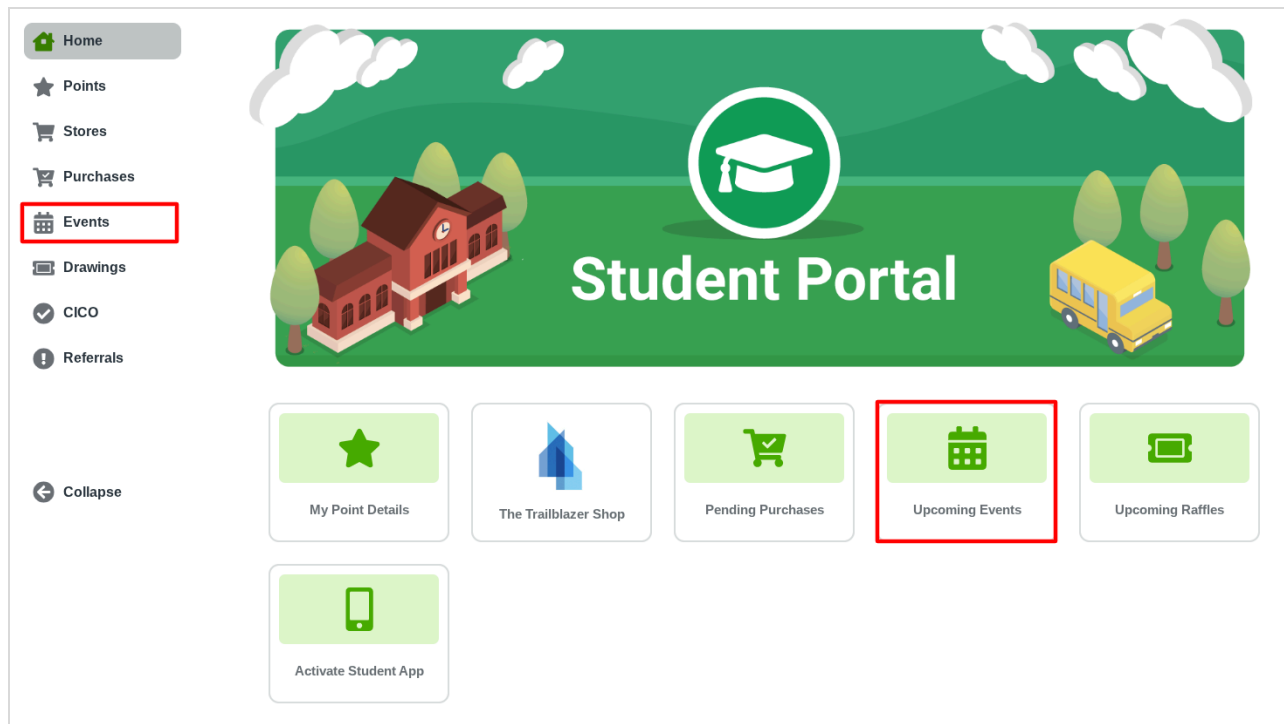 Home
Points
Stores
Purchases
Events
Drawings
CICO
Referrals
Collapse
Student Portal
My Point Details
The Trailblazer Shop
Pending Purchases
Upcoming Events
Upcoming Raffles
Activate Student App